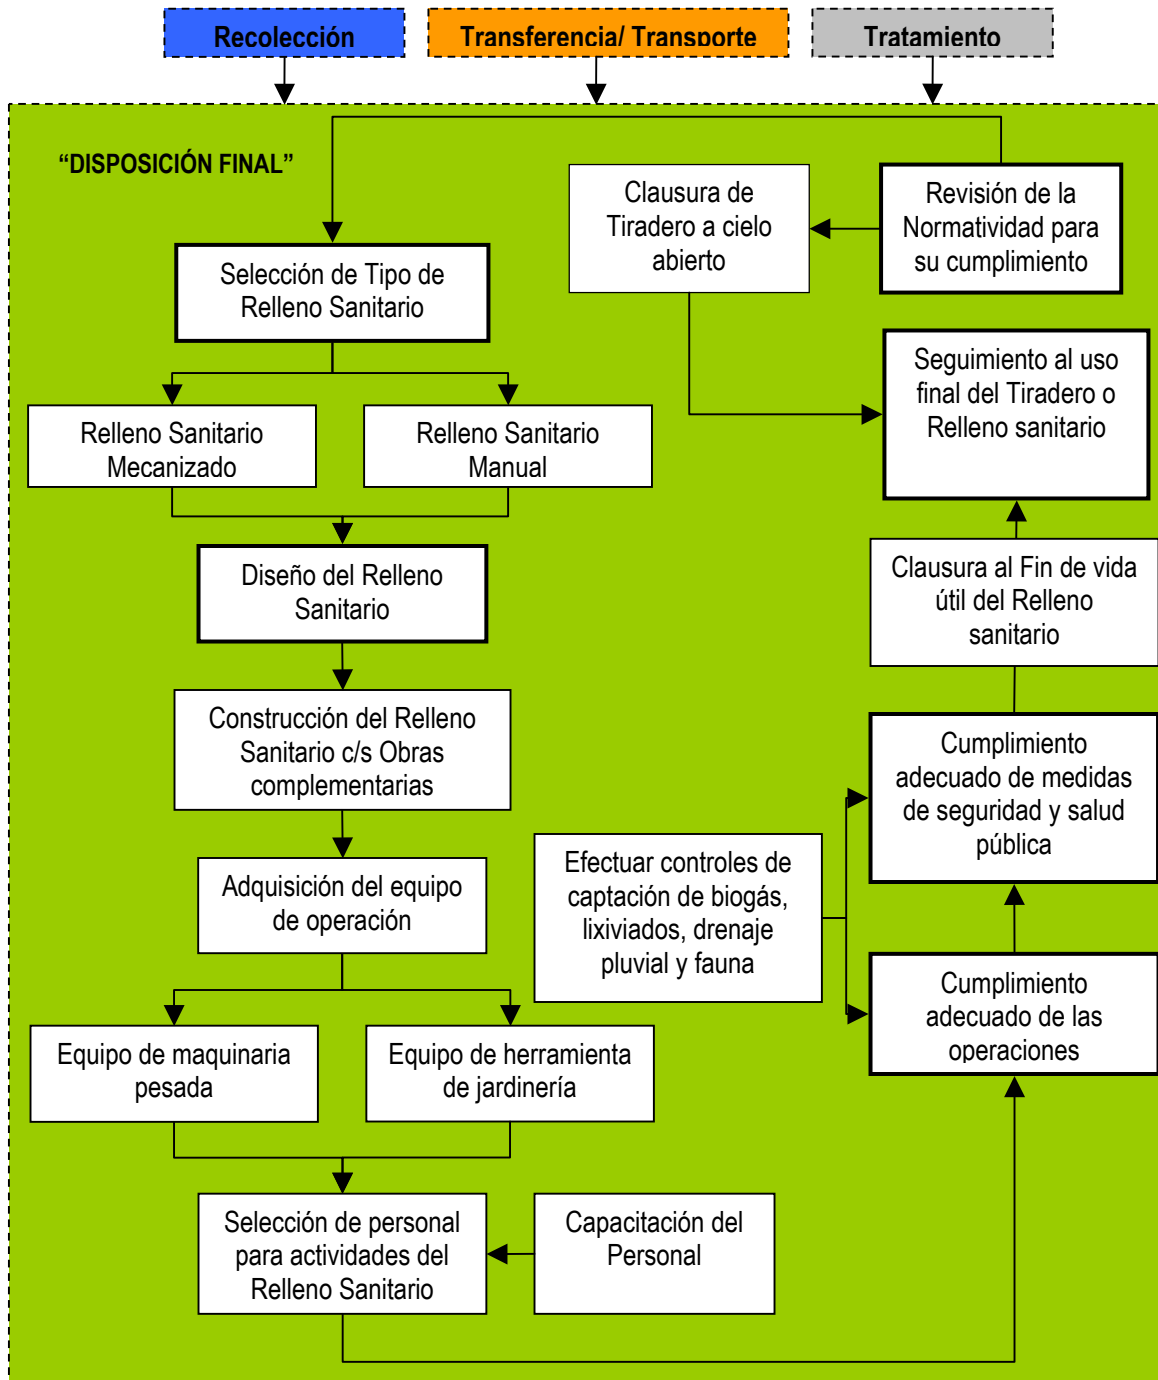 Recolección
Transferencia/ Transporte
Tratamiento
“DISPOSICIÓN FINAL”
Clausura de
Tiradero a cielo
abierto
Revisión de la
Normatividad para
su cumplimiento
Selección de Tipo de
Relleno Sanitario
Seguimiento al uso
final del Tiradero o
Relleno sanitario
Relleno Sanitario
Mecanizado
Relleno Sanitario
Manual
Diseño del Relleno
Sanitario
Clausura al Fin de vida
útil del Relleno
sanitario
Construcción del Relleno
Sanitario c/s Obras
complementarias
Cumplimiento
adecuado de medidas
de seguridad y salud
pública
Efectuar controles de
captación de biogás,
lixiviados, drenaje
pluvial y fauna
Adquisición del equipo
de operación
Cumplimiento
adecuado de las
operaciones
Equipo de maquinaria
pesada
Equipo de herramienta
de jardinería
Selección de personal
para actividades del
Relleno Sanitario
Capacitación del
Personal